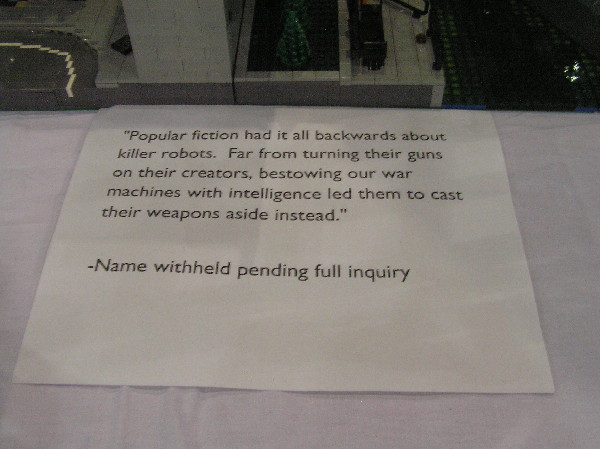 "Popular fiction had it all backwards about
killer robots.  Far from turning their guns
on their creators, bestowing our war
machines with intelligence led them to cast
their weapons aside instead."
-Name withheld pending full inquiry